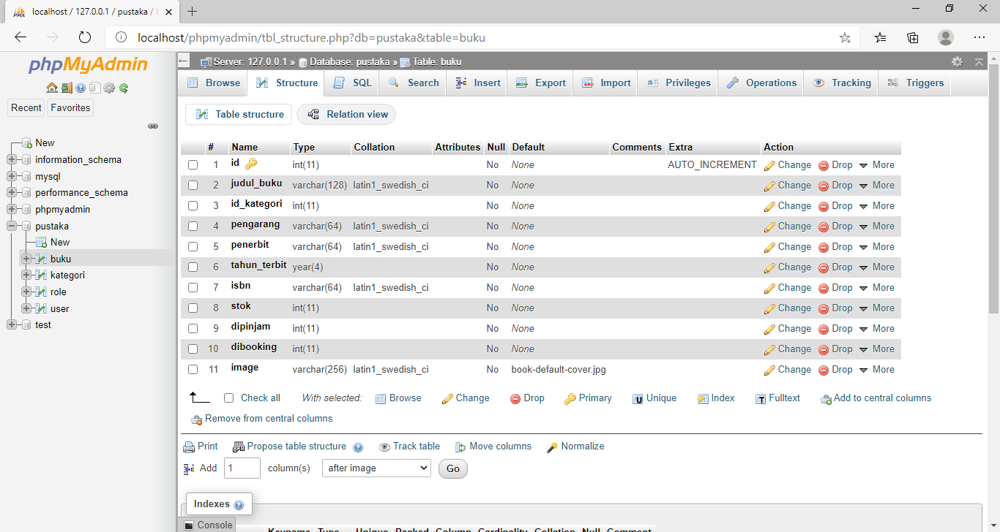 localhost / 127.0.0.1 / pustaka /
localhost/phpmyadmin/tbl_structure.php?db=pustaka&table=buku
phpMyAdmin
Recent Favorites
New
information_schema
mysql
performance_schema
phpmyadmin
pustaka
New
buku
kategori
role
user
test
Server: 127.0.0.1 » Database: pustaka » Table: buku
Browse Structure SQL Search Insert Export Import Privileges Operations Tracking Triggers
Table structure Relation view
# Name Type Collation Attributes Null Default Comments Extra Action
1 id int(11) No None AUTO_INCREMENT Change Drop More
2 judul_buku varchar(128) latin1_swedish_ci No None Change Drop More
3 id_kategori int(11) No None Change Drop More
4 pengarang varchar(64) latin1_swedish_ci No None Change Drop More
5 penerbit varchar(64) latin1_swedish_ci No None Change Drop More
6 tahun_terbit year(4) No None Change Drop More
7 isbn varchar(64) latin1_swedish_ci No None Change Drop More
8 stok int(11) No None Change Drop More
9 dipinjam int(11) No None Change Drop More
10 dibooking int(11) No None Change Drop More
11 image varchar(256) latin1_swedish_ci No book-default-cover.jpg Change Drop More
Check all With selected: Browse Change Drop Primary Unique Index Fulltext Add to central columns
Remove from central columns
Print Propose table structure Track table Move columns Normalize
Add 1 column(s) after image Go
Indexes
Console
Keyname Type Unique Packed Column Cardinality Collation Null Comment